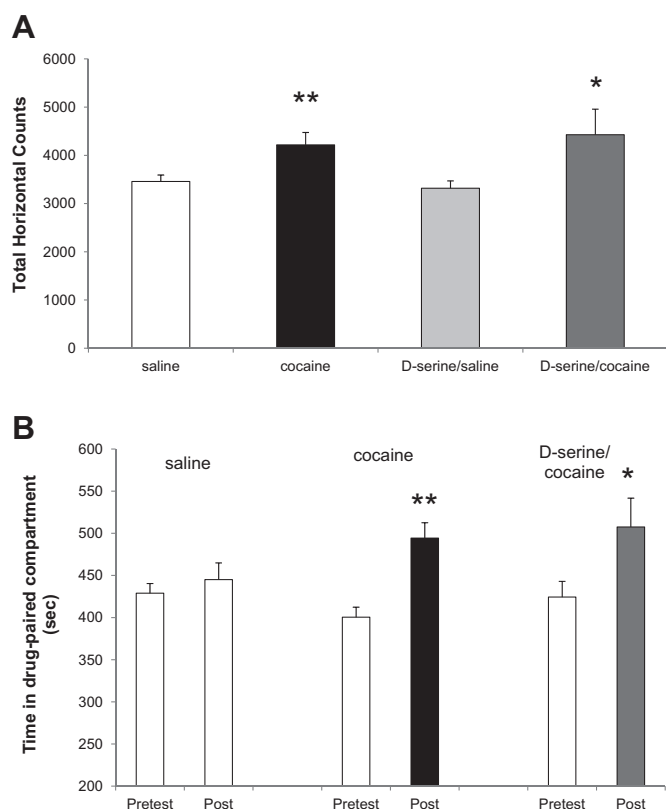 A
Total Horizontal Counts
6000
5000
4000
3000
2000
1000
0
**
*
saline
cocaine
D-serine/saline
D-serine/cocaine
B
Time in drug-paired compartment
(sec)
600
550
500
450
400
350
300
250
200
saline
cocaine
D-serine/
cocaine
**
*
Pretest
Post
Pretest
Post
Pretest
Post